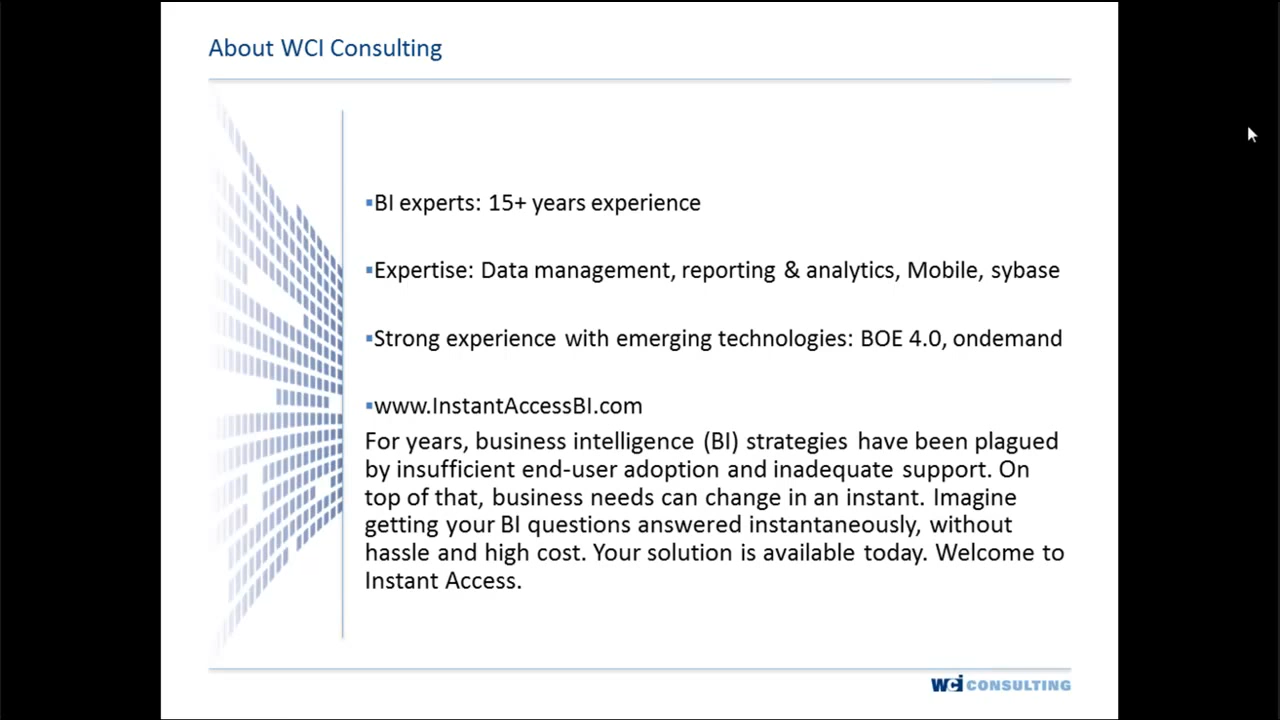 About WCI Consulting
▪BI experts: 15+ years experience
▪Expertise: Data management, reporting & analytics, Mobile, sybase
▪Strong experience with emerging technologies: BOE 4.0, ondemand
▪www.InstantAccessBI.com
For years, business intelligence (BI) strategies have been plagued
by insufficient end-user adoption and inadequate support. On
top of that, business needs can change in an instant. Imagine
getting your BI questions answered instantaneously, without
hassle and high cost. Your solution is available today. Welcome to
Instant Access.
wci CONSULTING